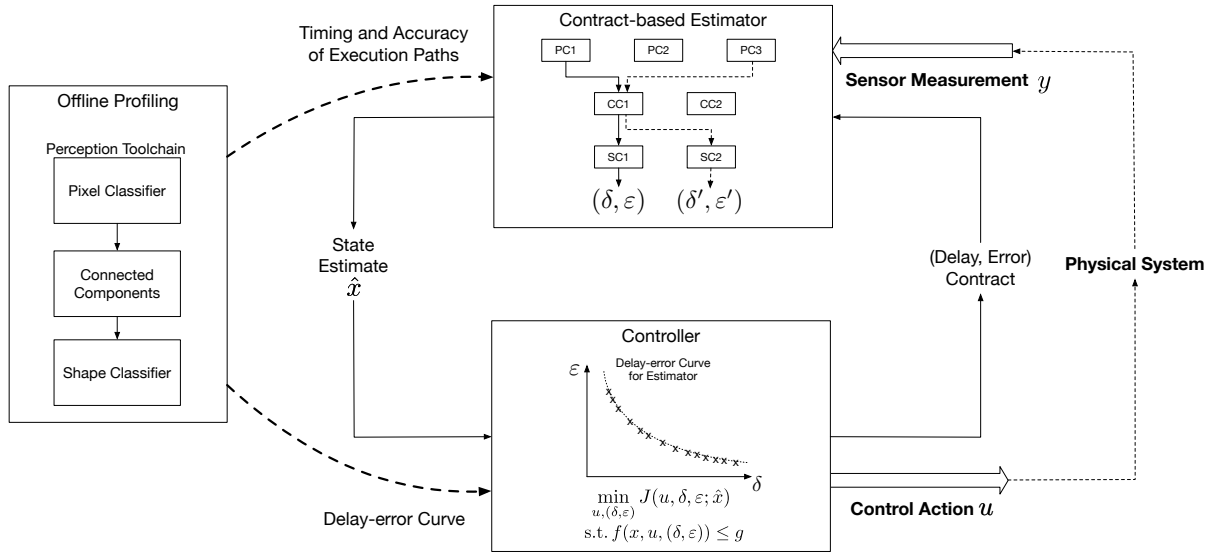 Offline Profiling
Perception Toolchain
Pixel Classifier
Connected
Components
Shape Classifier
Timing and Accuracy
of Execution Paths
Contract-based Estimator
PC1
PC2
PC3
CC1
CC2
SC1
SC2
(δ, ε)
(δ′, ε′)
Sensor Measurement y
State
Estimate
x̂
(Delay, Error)
Contract
Physical System
Controller
Delay-error Curve
for Estimator
ε
δ
min J(u, δ, ε; x̂)
u,(δ,ε)
s.t. f(x, u, (δ, ε)) ≤ g
Delay-error Curve
Control Action u